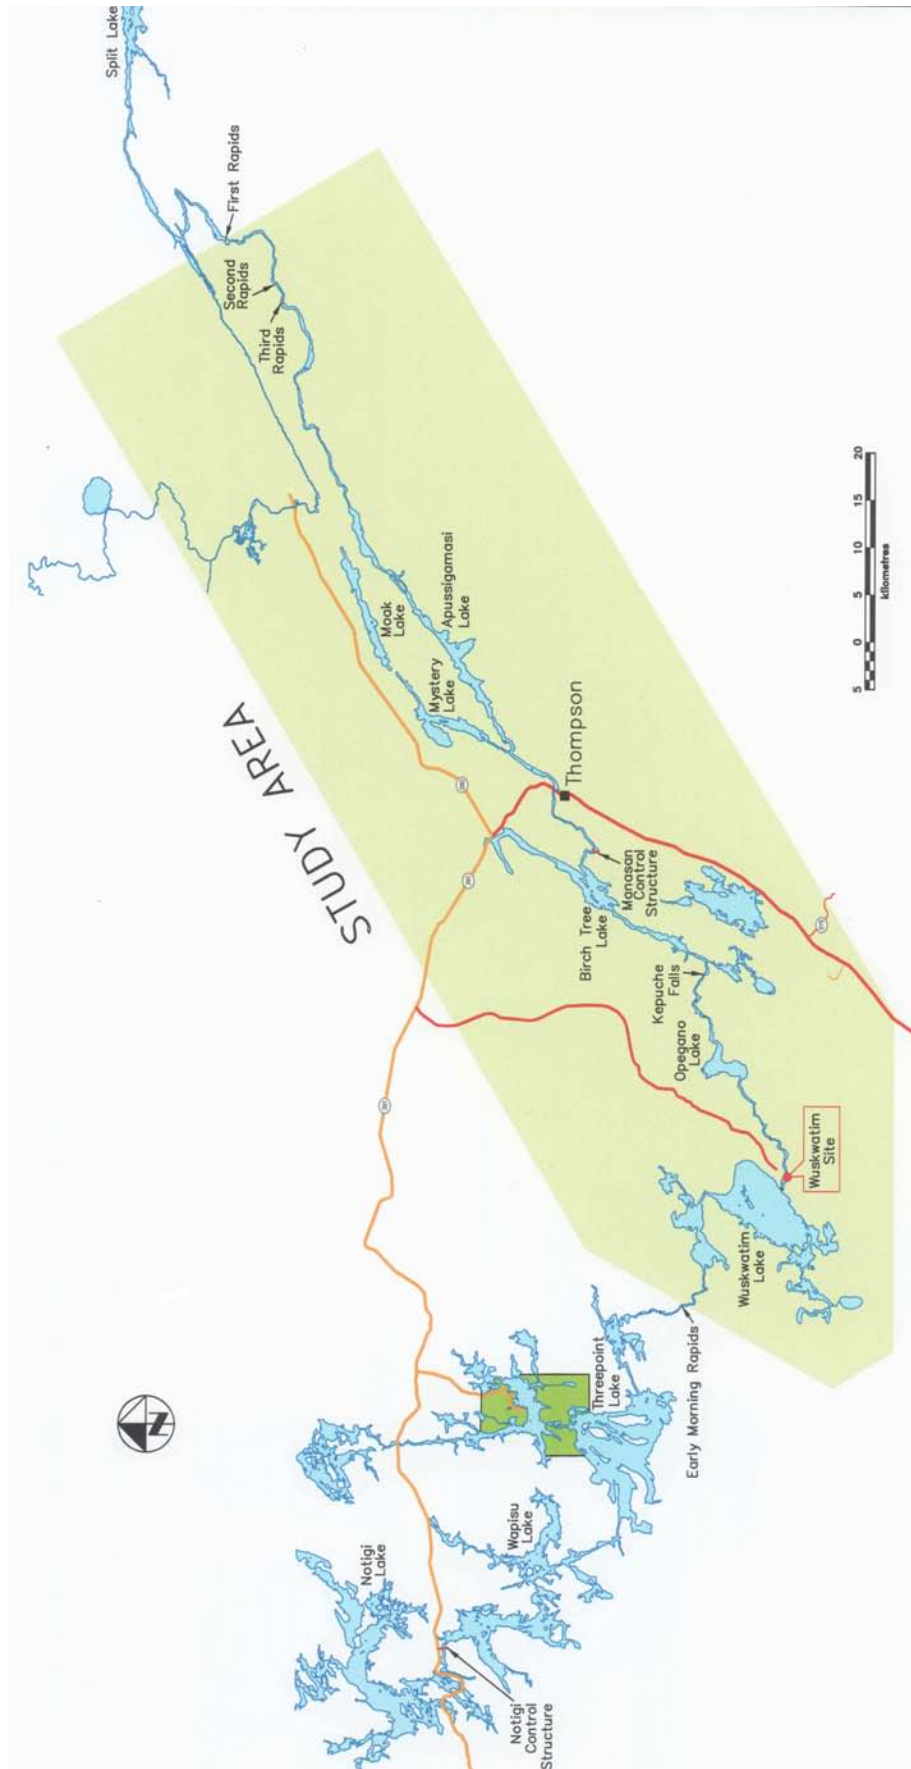 Split Lake
N
First Rapids
Second
Rapids
Third
Rapids
STUDY AREA
Notigi
Lake
Moak
Lake
Mystery
Lake
Apussigamasi
Lake
Wapisu
Lake
Notigi
Control
Structure
Thompson
Birch Tree
Lake
Threepoint
Lake
Manasan
Control
Structure
Kepuche
Falls
Opegano
Lake
Early Morning Rapids
Wuskwatim
Lake
Wuskwatim
Site
5 0 5 10 15 20
kilometres